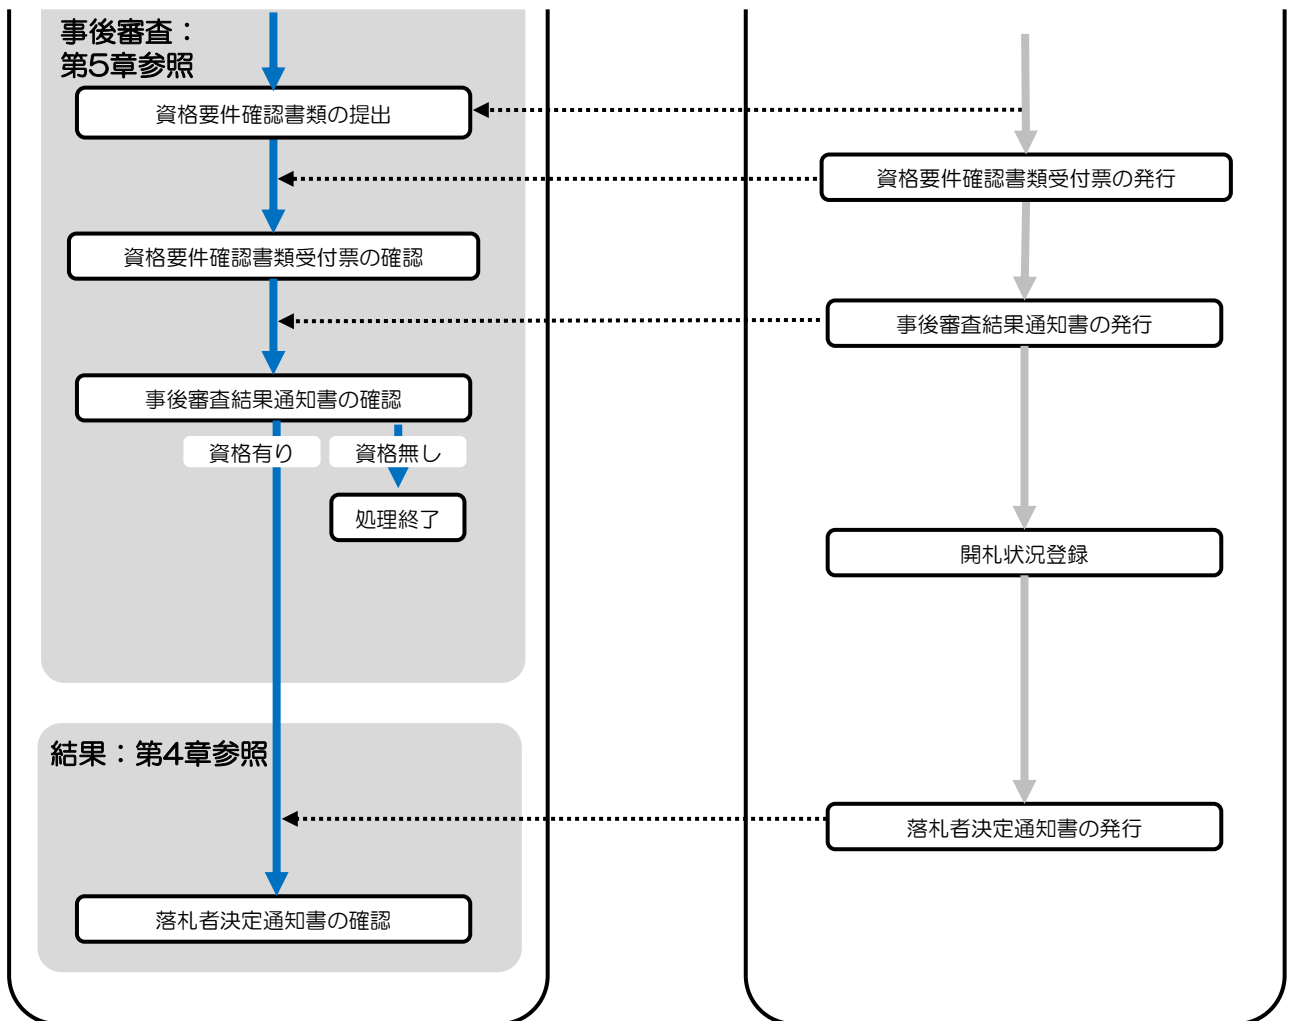 事後審査：
第5章参照
資格要件確認書類の提出
資格要件確認書類受付票の発行
資格要件確認書類受付票の確認
事後審査結果通知書の発行
事後審査結果通知書の確認
資格有り
資格無し
処理終了
開札状況登録
結果：第4章参照
落札者決定通知書の発行
落札者決定通知書の確認